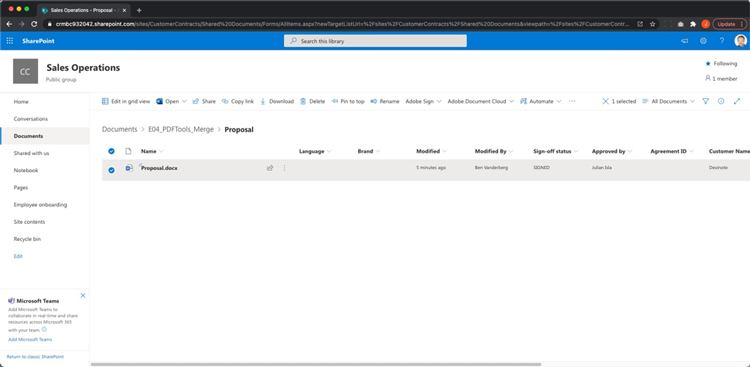 Sales Operations - Proposal -
crmbc932042.sharepoint.com/sites/CustomerContracts/Shared%20Documents/Forms/AllItems.aspx?newTargetListUrl=%2Fsites%2FCustomerContracts%2FShared%20Documents&viewpath=%2Fsites%2FCustomerContr...
J
Update
SharePoint
Search this library
CC
Sales Operations
Public group
Following
1 member
Home
Conversations
Documents
Shared with us
Notebook
Pages
Employee onboarding
Site contents
Recycle bin
Edit
Edit in grid view
Open
Share
Copy link
Download
Delete
Pin to top
Rename
Adobe Sign
Adobe Document Cloud
Automate
...
1 selected
All Documents
Documents > E04_PDFTools_Merge > Proposal
Name Language Brand Modified Modified By Sign-off status Approved by Agreement ID Customer Name
Proposal.docx 5 minutes ago Ben Vanderberg SIGNED
Microsoft Teams
Add Microsoft Teams to
collaborate in real-time and share
resources across Microsoft 365
with your team.
Add Microsoft Teams
Return to classic SharePoint